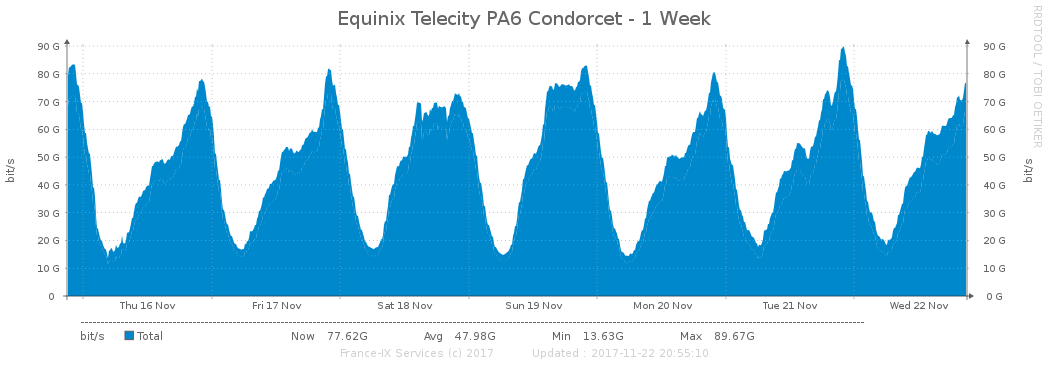 Equinix Telecity PA6 Condorcet - 1 Week
RRDTOOL / TOBI OETIKER
bit/s
90 G
80 G
70 G
60 G
50 G
40 G
30 G
20 G
10 G
0
90 G
80 G
70 G
60 G
50 G
40 G
30 G
20 G
10 G
0 G
bit/s
Thu 16 Nov Fri 17 Nov Sat 18 Nov Sun 19 Nov Mon 20 Nov Tue 21 Nov Wed 22 Nov
bit/s Total Now 77.62G Avg 47.98G Min 13.63G Max 89.67G
France-IX Services (c) 2017 Updated : 2017-11-22 20:55:10